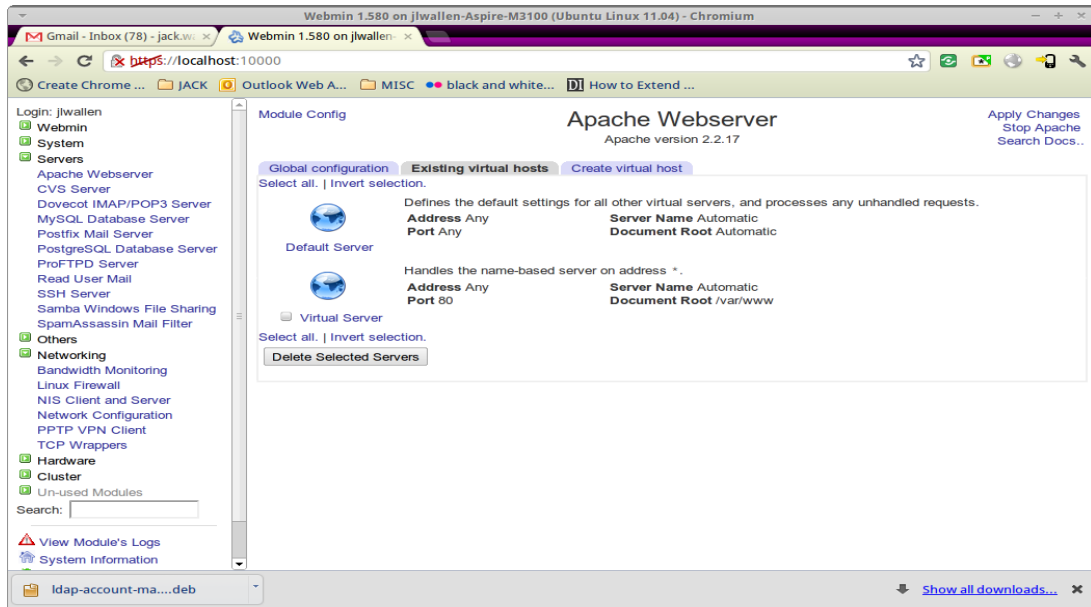 Webmin 1.580 on jlwallen-Aspire-M3100 (Ubuntu Linux 11.04) - Chromium
Gmail - Inbox (78) - jack.w
Webmin 1.580 on jlwallen-
https://localhost:10000
Create Chrome ...
JACK
Outlook Web A...
MISC
black and white...
DI How to Extend ...
Login: jlwallen
Webmin
System
Servers
Apache Webserver
CVS Server
Dovecot IMAP/POP3 Server
MySQL Database Server
Postfix Mail Server
PostgreSQL Database Server
ProFTPD Server
Read User Mail
SSH Server
Samba Windows File Sharing
SpamAssassin Mail Filter
Others
Networking
Bandwidth Monitoring
Linux Firewall
NIS Client and Server
Network Configuration
PPTP VPN Client
TCP Wrappers
Hardware
Cluster
Un-used Modules
Search:
View Module's Logs
System Information
Module Config
Apache Webserver
Apache version 2.2.17
Apply Changes
Stop Apache
Search Docs..
Global configuration
Existing virtual hosts
Create virtual host
Select all. | Invert selection.
Default Server
Defines the default settings for all other virtual servers, and processes any unhandled requests.
Address Any Server Name Automatic
Port Any Document Root Automatic
Virtual Server
Handles the name-based server on address *.
Address Any Server Name Automatic
Port 80 Document Root /var/www
Select all. | Invert selection.
Delete Selected Servers
ldap-account-ma....deb
Show all downloads...